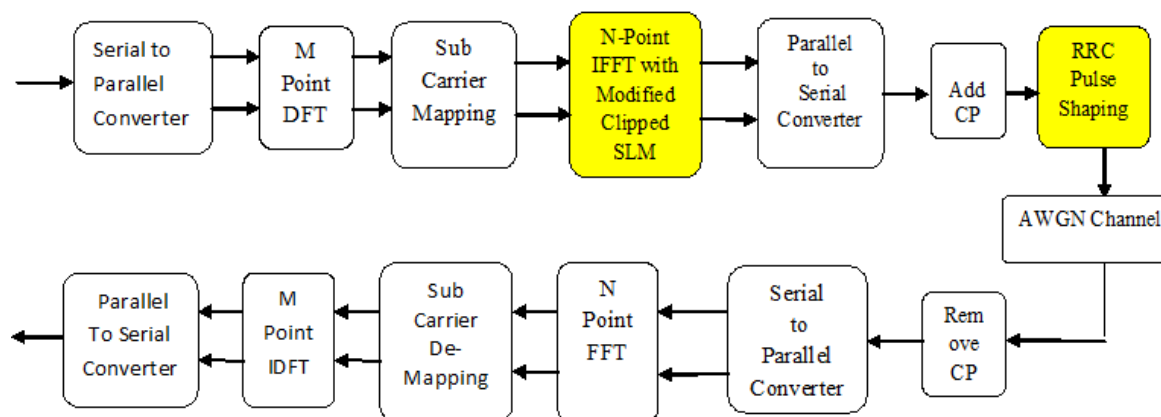 Serial to
Parallel
Converter
M
Point
DFT
Sub
Carrier
Mapping
N-Point
IFFT with
Modified
Clipped
SLM
Parallel
to
Serial
Converter
Add
CP
RRC
Pulse
Shaping
AWGN Channel
Parallel
To Serial
Converter
M
Point
IDFT
Sub
Carrier
De-
Mapping
N
Point
FFT
Serial
to
Parallel
Converter
Rem
ove
CP